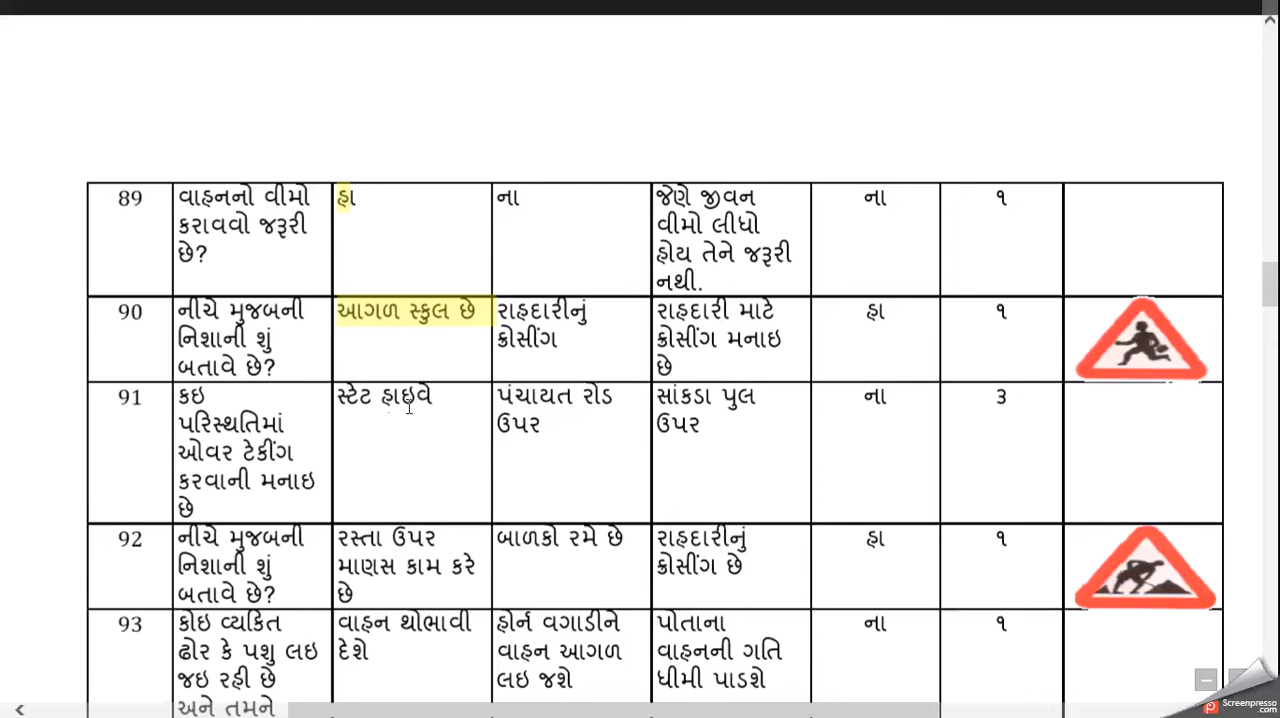 89 વાહનનો વીમો કરાવવો જરૂરી છે? હા ના જેણે જીવન વીમો લીધો હોય તેને જરૂરી નથી. ના ૧
90 નીચે મુજબની નિશાની શું બતાવે છે? આગળ સ્કુલ છે રાહદારીનું ક્રોસીંગ રાહદારી માટે ક્રોસીંગ મનાઇ છે હા ૧
91 કઇ પરિસ્થતિમાં ઓવર ટેકીંગ કરવાની મનાઇ છે સ્ટેટ હાઇવે પંચાયત રોડ ઉપર સાંકડા પુલ ઉપર ના ૩
92 નીચે મુજબની નિશાની શું બતાવે છે? રસ્તા ઉપર માણસ કામ કરે છે બાળકો રમે છે રાહદારીનું ક્રોસીંગ છે હા ૧
93 કોઇ વ્યકિત ઢોર કે પશુ લઇ જઇ રહી છે અને તમને વાહન થોભાવી દેશે હોર્ન વગાડીને વાહન આગળ લઇ જશે પોતાના વાહનની ગતિ ધીમી પાડશે ના ૧
Screenpresso
.com